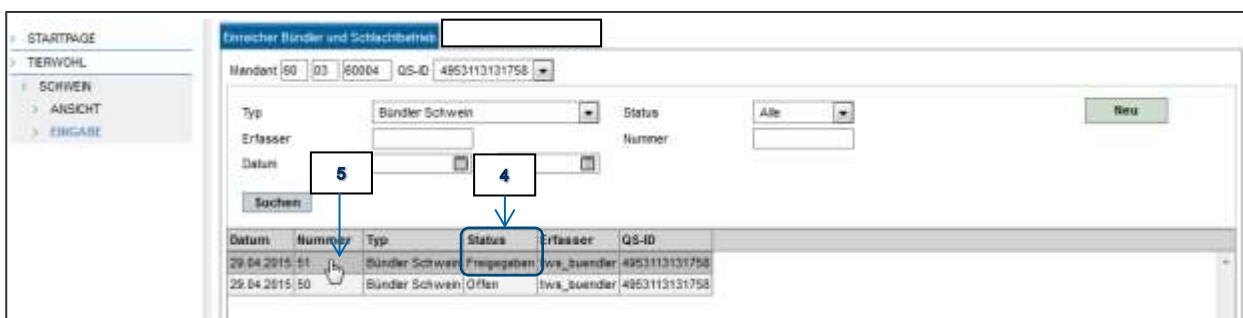 STARTPAGE
TIERWOHL
SCHWEIN
ANSICHT
EINGABE
Einreicher Bündler und Schlachtbetrieb
Mandant 60 03 60004 QS-ID 4953113131758
Typ Bündler Schwein Status Alle Neu
Erfasser Nummer
Datum
5 4
Suchen
Datum Nummer Typ Status Erfasser QS-ID
29.04.2015 51 Bündler Schwein Freigegeben tws_buendler 4953113131758
29.04.2015 50 Bündler Schwein Offen tws_buendler 4953113131758